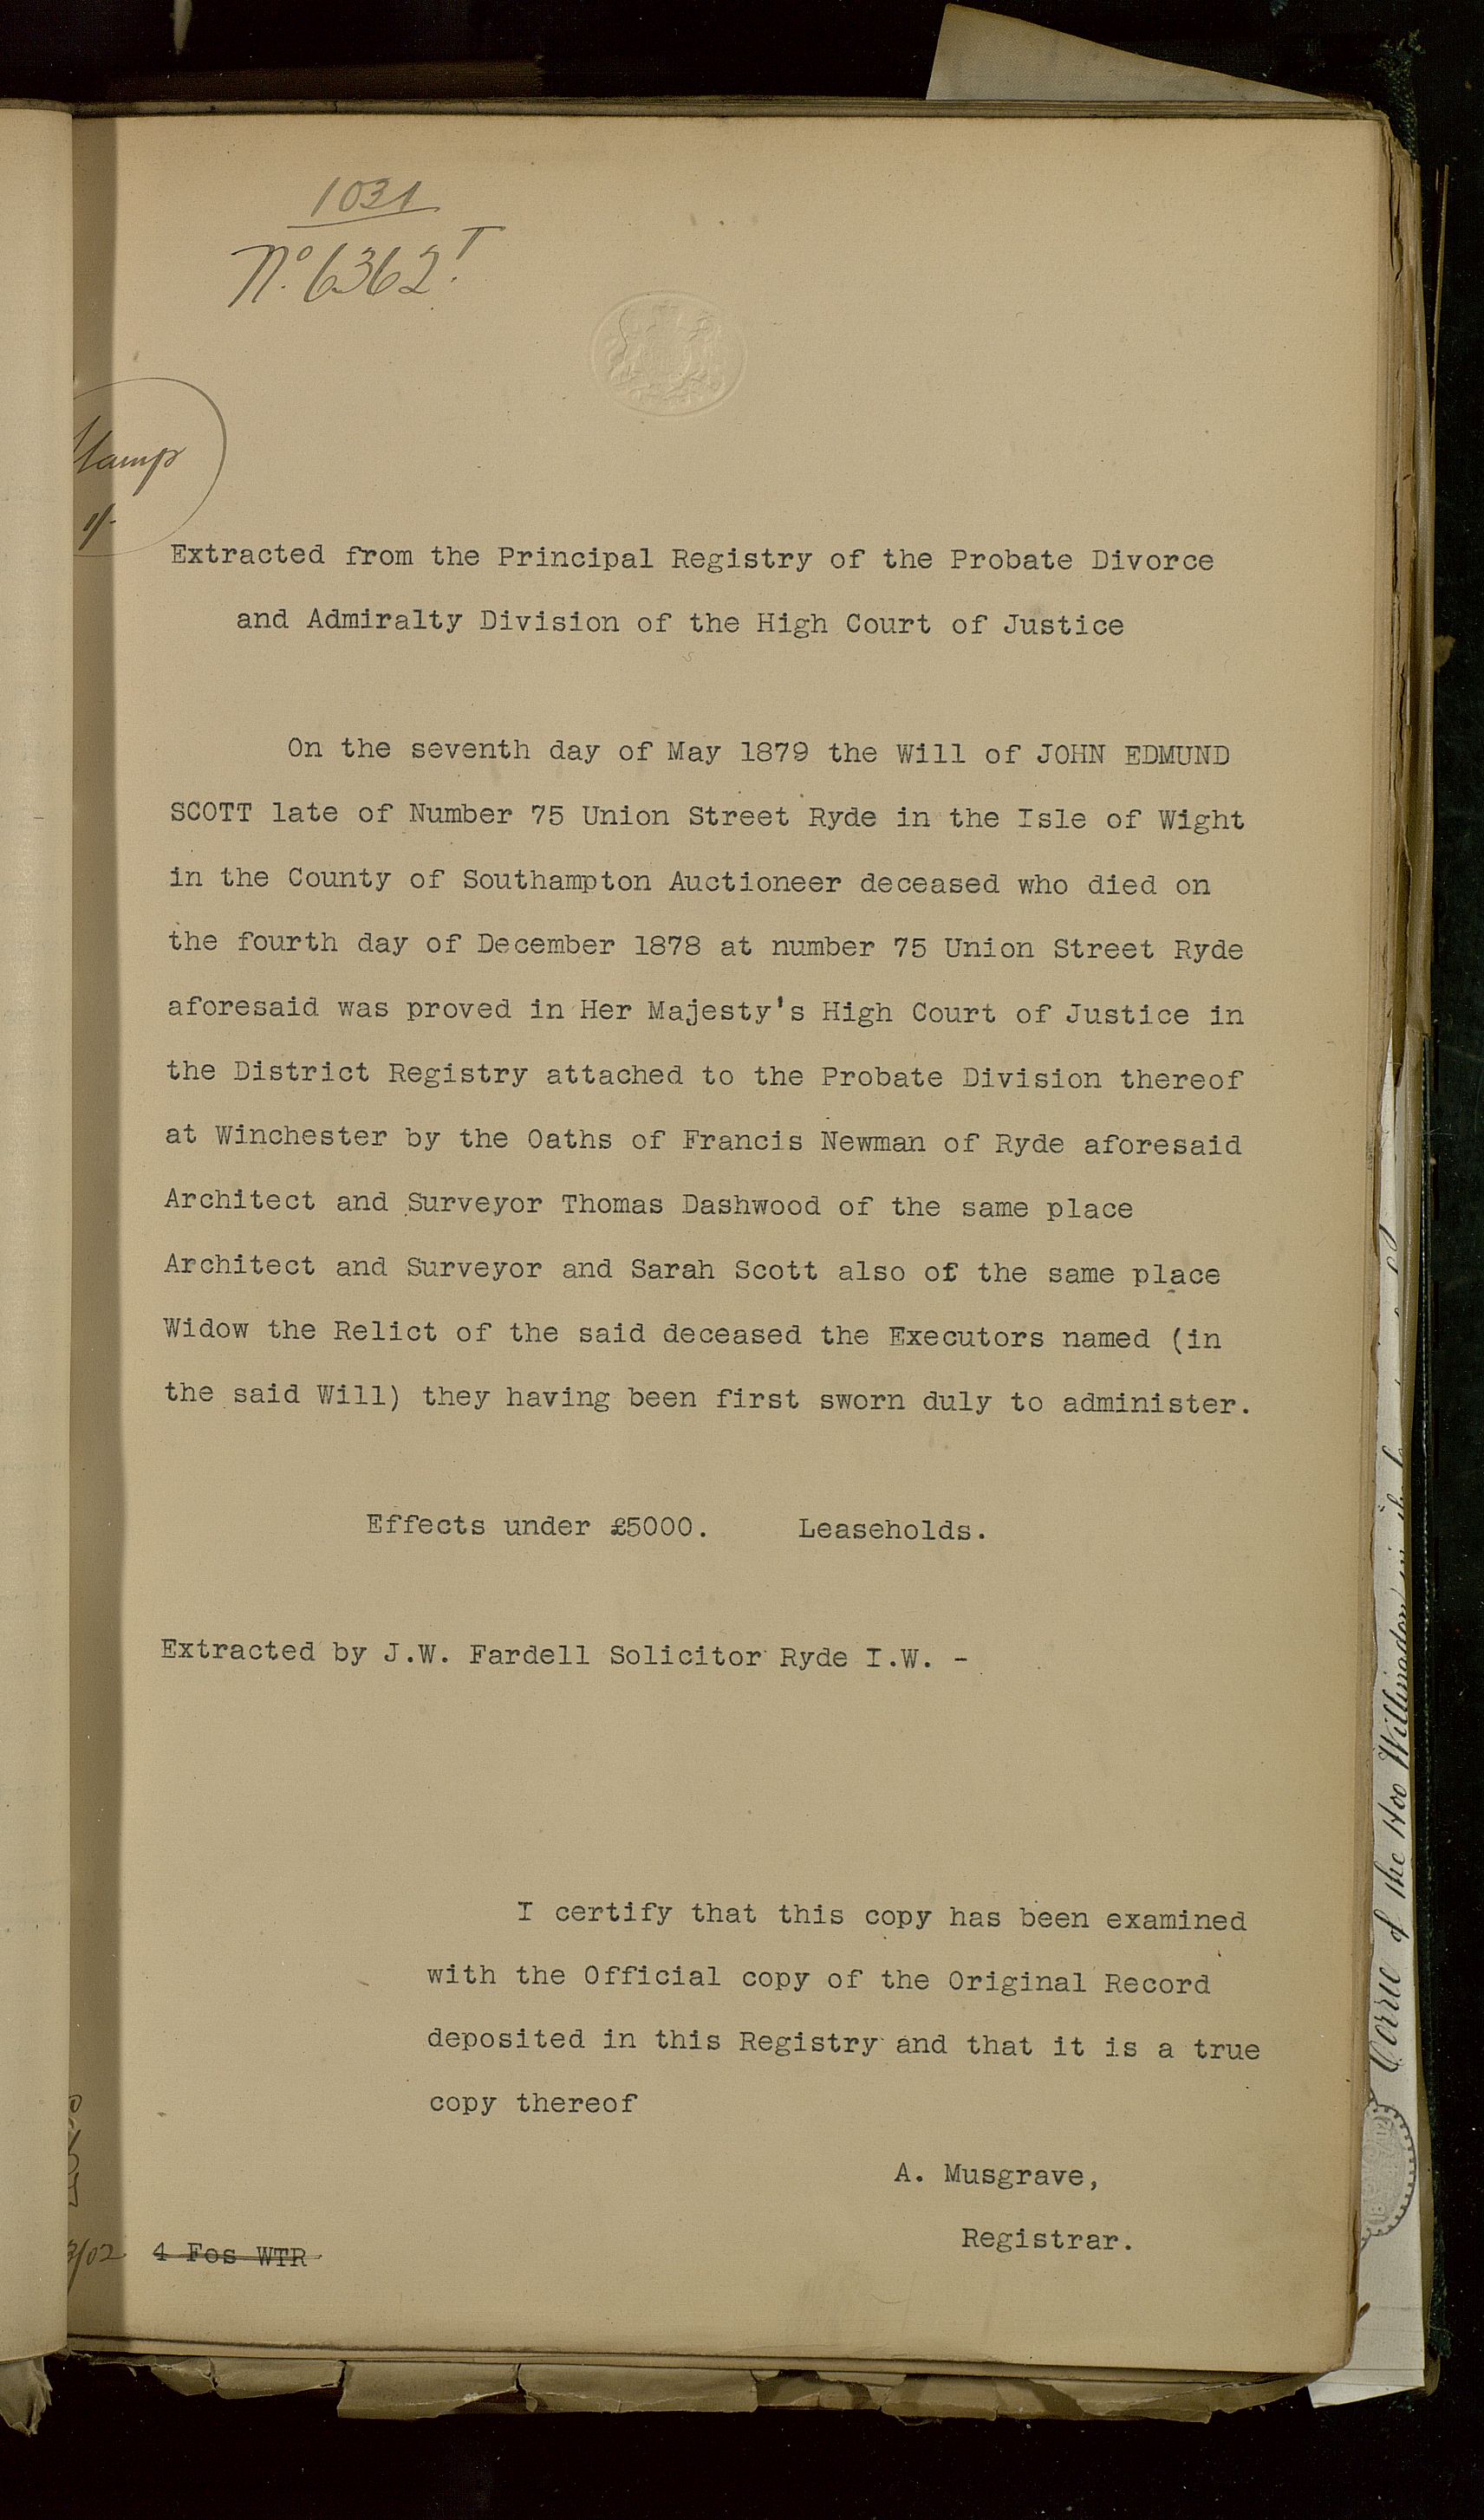 1031
No. 6362 T.
Stamp
1/-
Extracted from the Principal Registry of the Probate Divorce
and Admiralty Division of the High Court of Justice
On the seventh day of May 1879 the Will of JOHN EDMUND
SCOTT late of Number 75 Union Street Ryde in the Isle of Wight
in the County of Southampton Auctioneer deceased who died on
the fourth day of December 1878 at number 75 Union Street Ryde
aforesaid was proved in Her Majesty's High Court of Justice in
the District Registry attached to the Probate Division thereof
at Winchester by the Oaths of Francis Newman of Ryde aforesaid
Architect and Surveyor Thomas Dashwood of the same place
Architect and Surveyor and Sarah Scott also of the same place
Widow the Relict of the said deceased the Executors named (in
the said Will) they having been first sworn duly to administer.
Effects under £5000. Leaseholds.
Extracted by J.W. Fardell Solicitor Ryde I.W. -
I certify that this copy has been examined
with the Official copy of the Original Record
deposited in this Registry and that it is a true
copy thereof
A. Musgrave,
Registrar.
3/02
4 Fos WTR
of the Hoo Willingdon in the